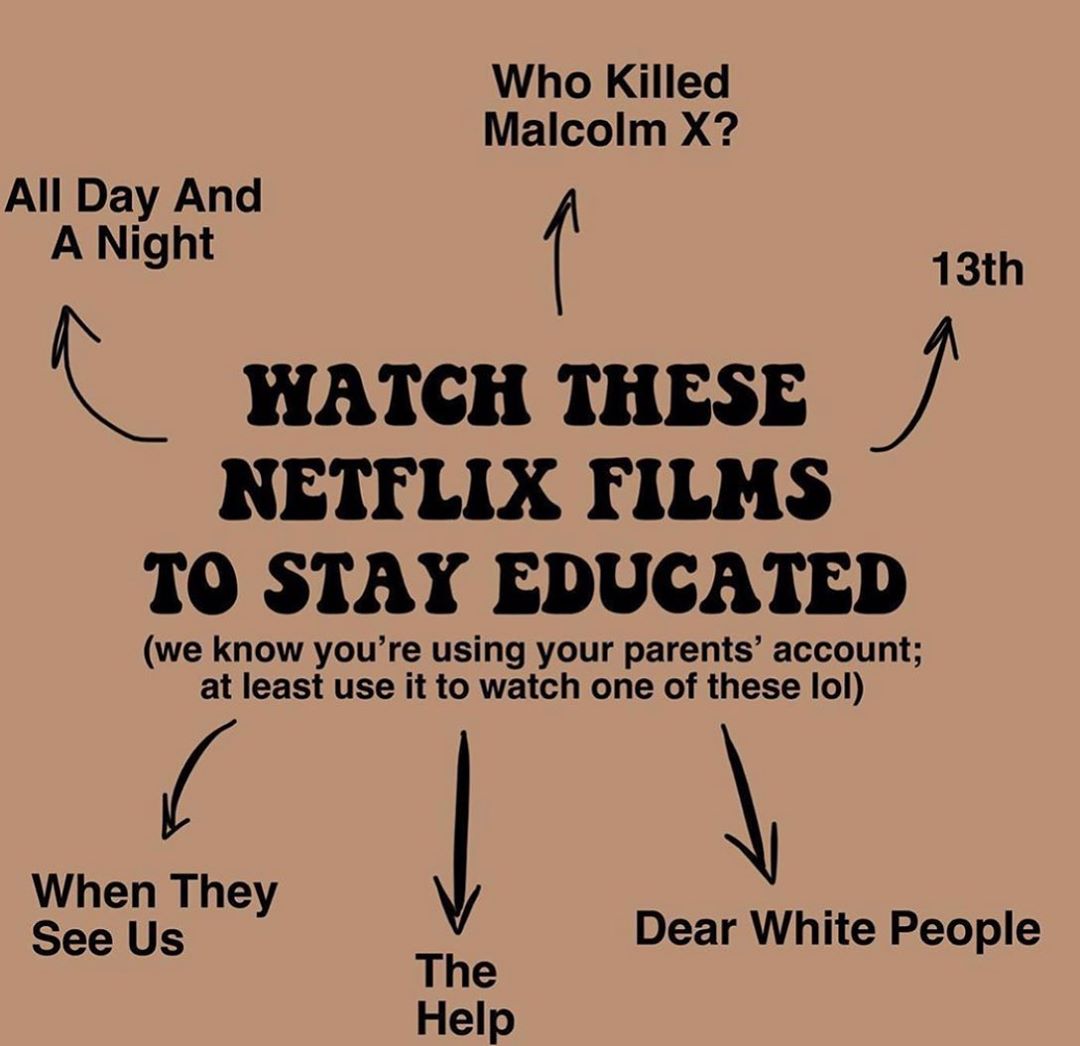 Who Killed
Malcolm X?
All Day And
A Night
13th
WATCH THESE
NETFLIX FILMS
TO STAY EDUCATED
(we know you're using your parents' account;
at least use it to watch one of these lol)
When They
See Us
The
Help
Dear White People